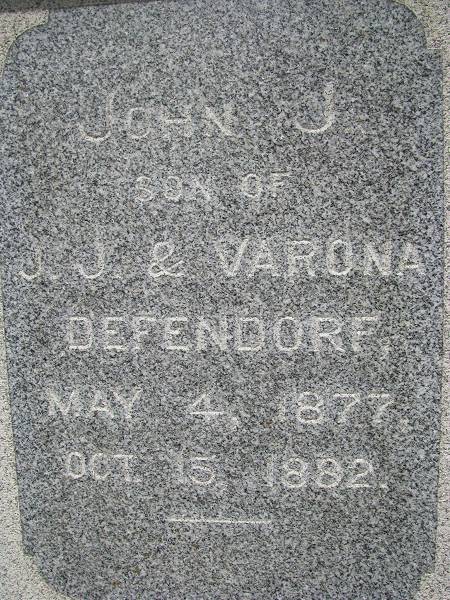 JOHN J.
SON OF
J. J. & VARONA
DEFENDORF,
MAY 4, 1877,
OCT. 15, 1882.